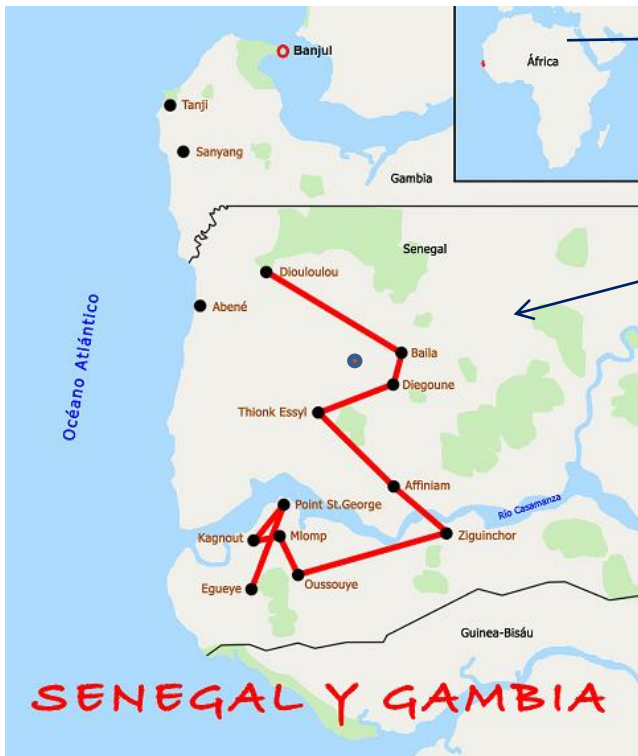 Banjul
África
Tanji
Sanyang
Gambia
Senegal
Diouloulou
Abené
Océano Atlántico
Baila
Diegoune
Thionk Essyl
Affiniam
Río Casamanza
Point St.George
Kagnout
Mlomp
Ziguinchor
Egueye
Oussouye
Guinea-Bisáu
SENEGAL Y GAMBIA